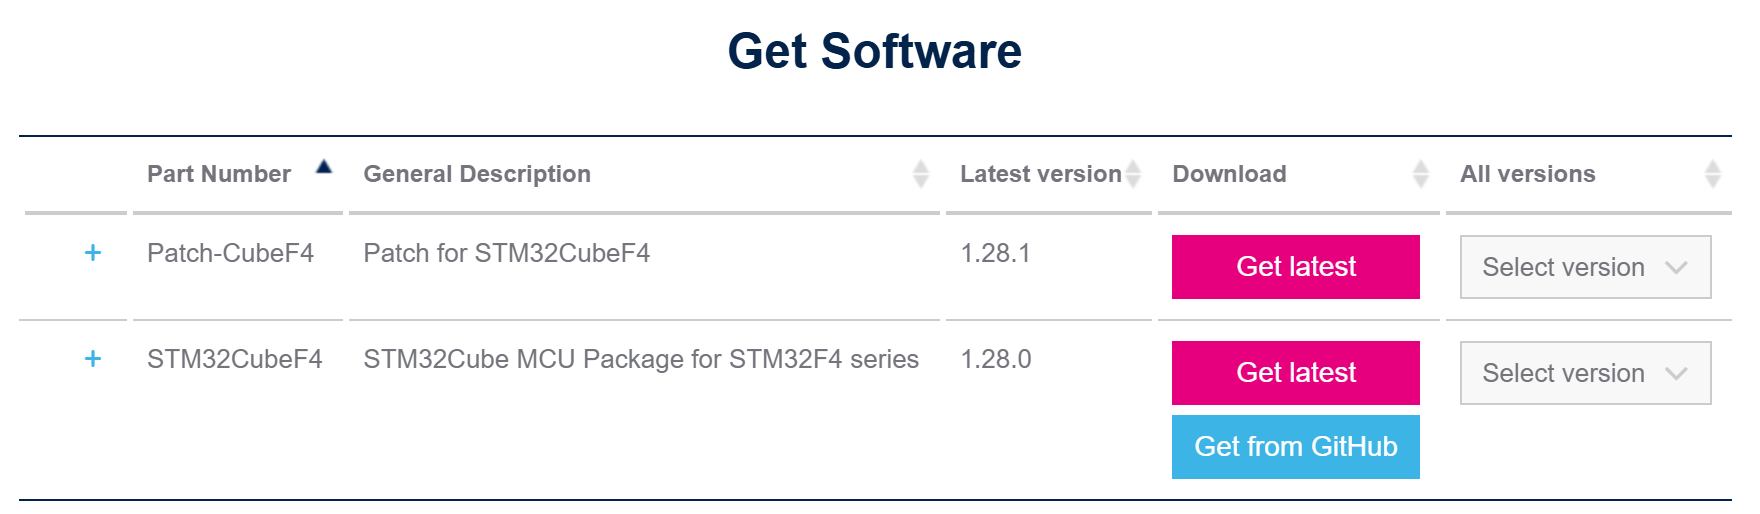 Get Software
Part Number General Description Latest version Download All versions
+ Patch-CubeF4 Patch for STM32CubeF4 1.28.1 Get latest Select version
+ STM32CubeF4 STM32Cube MCU Package for STM32F4 series 1.28.0 Get latest Select version
Get from GitHub